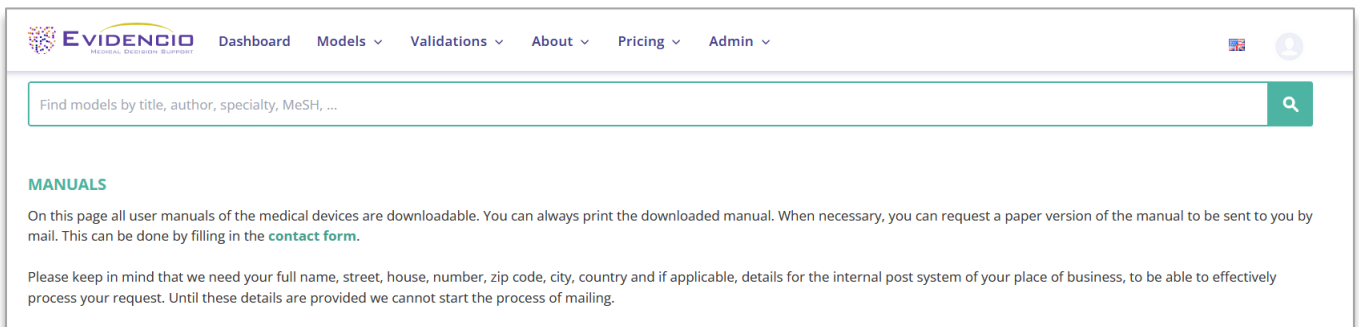 EVIDENCIO
MEDICAL DECISION SUPPORT
Dashboard Models Validations About Pricing Admin
Find models by title, author, specialty, MeSH, ...
MANUALS
On this page all user manuals of the medical devices are downloadable. You can always print the downloaded manual. When necessary, you can request a paper version of the manual to be sent to you by
mail. This can be done by filling in the contact form.
Please keep in mind that we need your full name, street, house, number, zip code, city, country and if applicable, details for the internal post system of your place of business, to be able to effectively
process your request. Until these details are provided we cannot start the process of mailing.